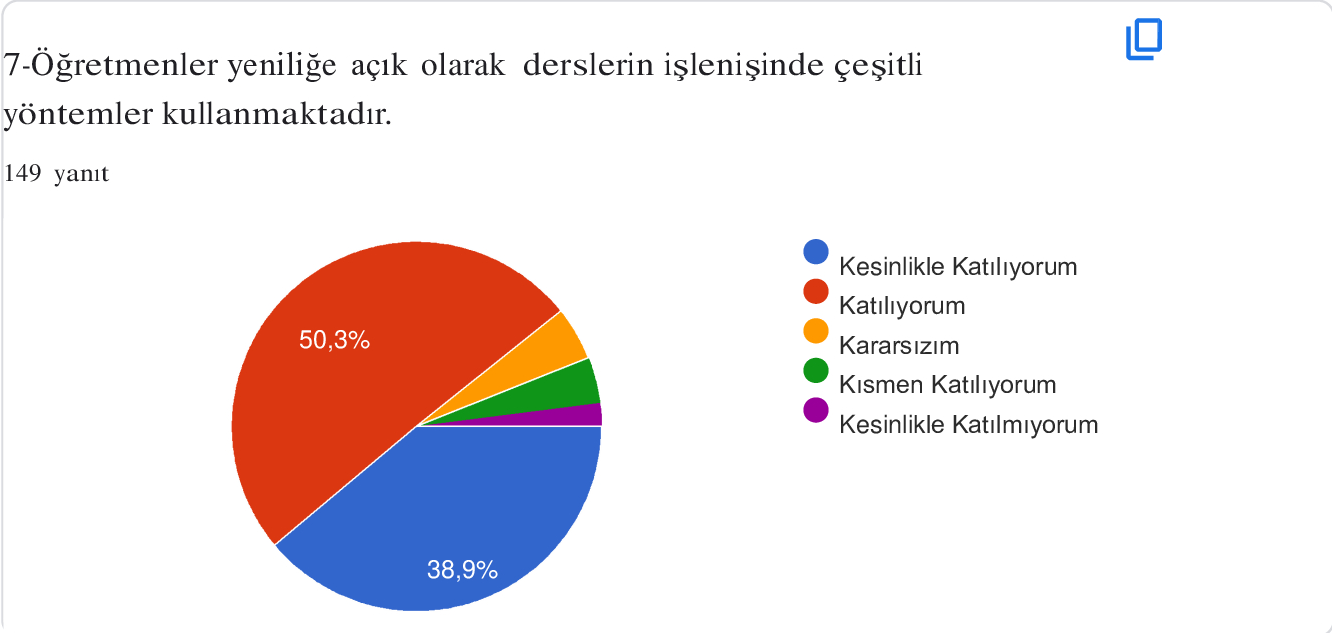 7-Öğretmenler yeniliğe açık olarak derslerin işlenişinde çeşitli
yöntemler kullanmaktadır.
149 yanıt
Kesinlikle Katılıyorum
Katılıyorum
Kararsızım
Kısmen Katılıyorum
Kesinlikle Katılmıyorum
50,3%
38,9%